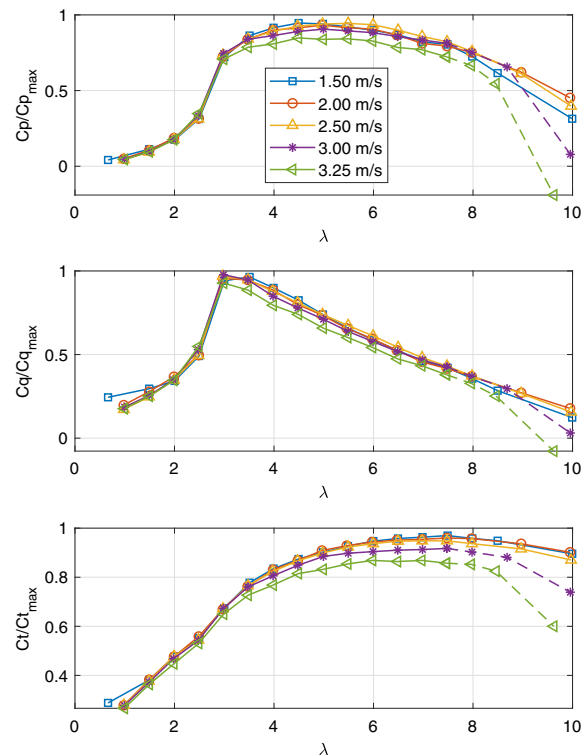 Cp/Cp_max
1
0.5
0
1.50 m/s
2.00 m/s
2.50 m/s
3.00 m/s
3.25 m/s
0 2 4 6 8 10
λ
Cq/Cq_max
1
0.5
0
0 2 4 6 8 10
λ
Ct/Ct_max
1
0.8
0.6
0.4
0 2 4 6 8 10
λ